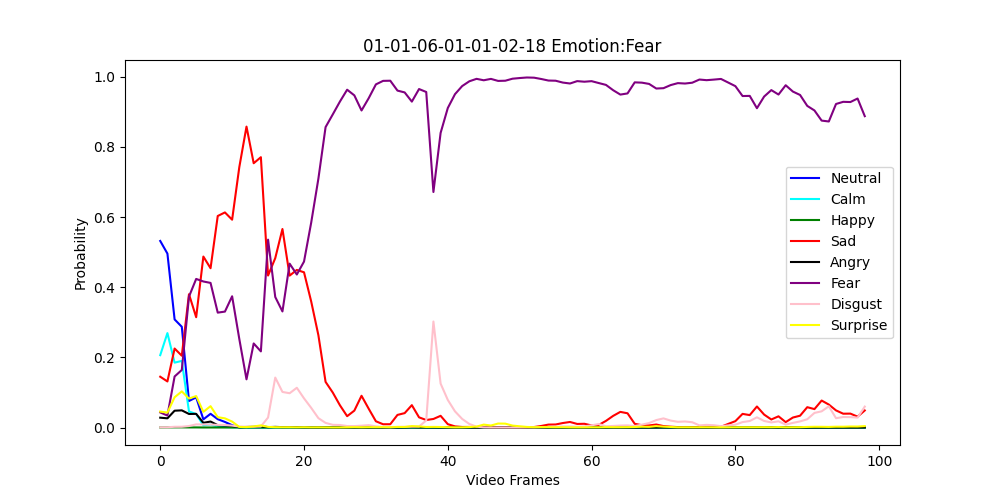 01-01-06-01-01-02-18 Emotion:Fear
Probability
1.0
0.8
0.6
0.4
0.2
0.0
Neutral
Calm
Happy
Sad
Angry
Fear
Disgust
Surprise
0 20 40 60 80 100
Video Frames